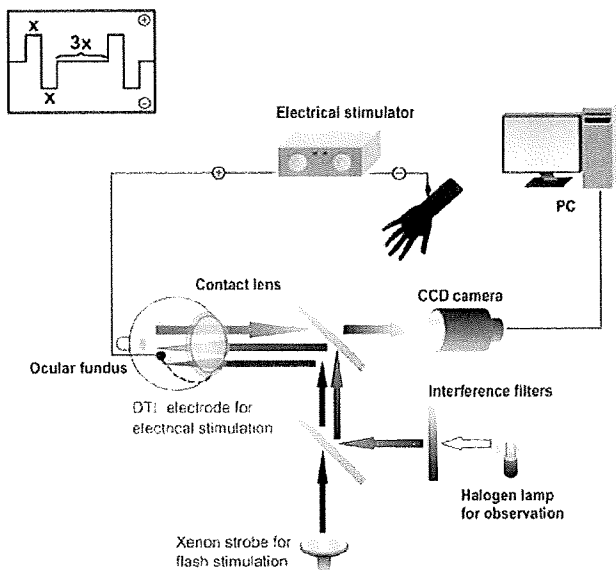 x
3x
x
+
−
Electrical stimulator
+
−
PC
Contact lens
CCD camera
Ocular fundus
DTL electrode for
electrical stimulation
Interference filters
Halogen lamp
for observation
Xenon strobe for
flash stimulation